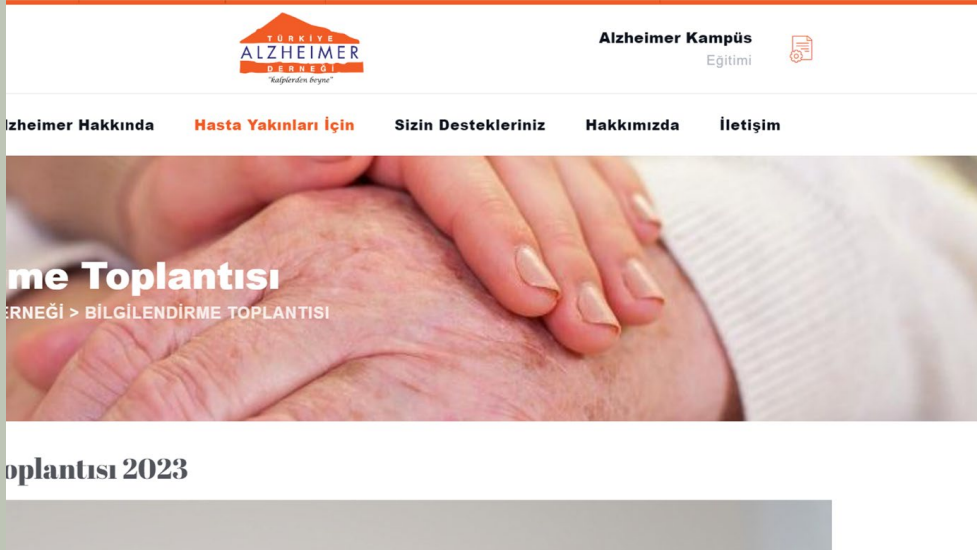 TÜRKİYE
ALZHEIMER
DERNEĞİ
"kalplerden beyne"
Alzheimer Kampüs
Eğitimi
lzheimer Hakkında Hasta Yakınları İçin Sizin Destekleriniz Hakkımızda İletişim
me Toplantısı
ERNEĞİ > BİLGİLENDİRME TOPLANTISI
oplantısı 2023